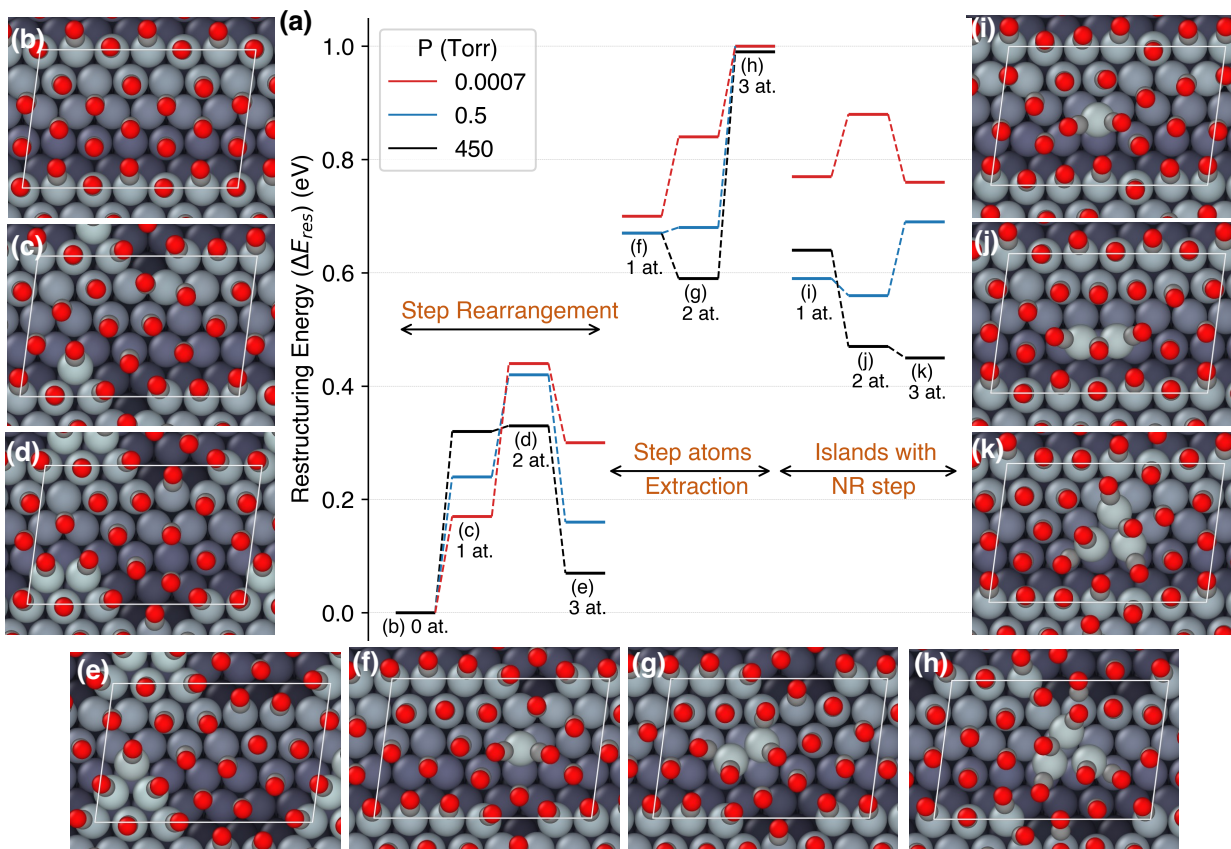 (a)
(b)
(c)
(d)
(e)
(f)
(g)
(h)
(i)
(j)
(k)
Restructuring Energy (ΔE_res) (eV)
1.0
0.8
0.6
0.4
0.2
0.0
P (Torr)
0.0007
0.5
450
Step Rearrangement
Step atoms
Extraction
Islands with
NR step
(b) 0 at.
(c)
1 at.
(d)
2 at.
(e)
3 at.
(f)
1 at.
(g)
2 at.
(h)
3 at.
(i)
1 at.
(j)
2 at.
(k)
3 at.